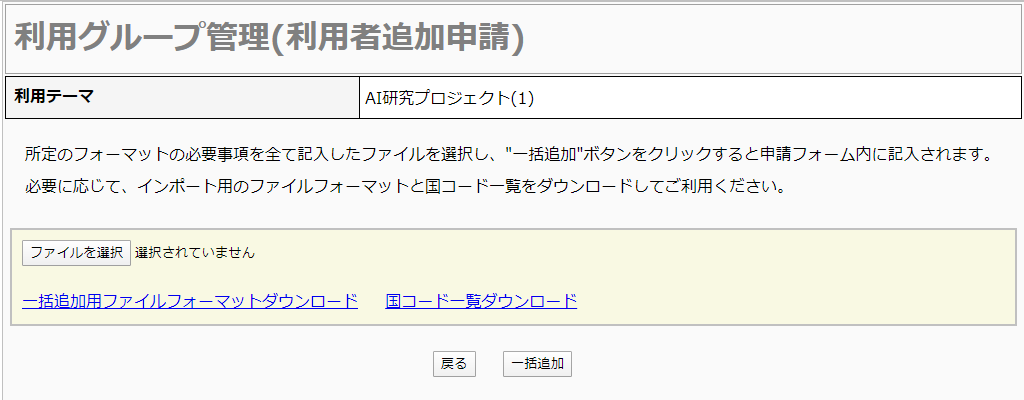 利用グループ管理(利用者追加申請)
利用テーマ
AI研究プロジェクト(1)
所定のフォーマットの必要事項を全て記入したファイルを選択し、"一括追加"ボタンをクリックすると申請フォーム内に記入されます。
必要に応じて、インポート用のファイルフォーマットと国コード一覧をダウンロードしてご利用ください。
ファイルを選択 選択されていません
一括追加用ファイルフォーマットダウンロード 国コード一覧ダウンロード
戻る 一括追加